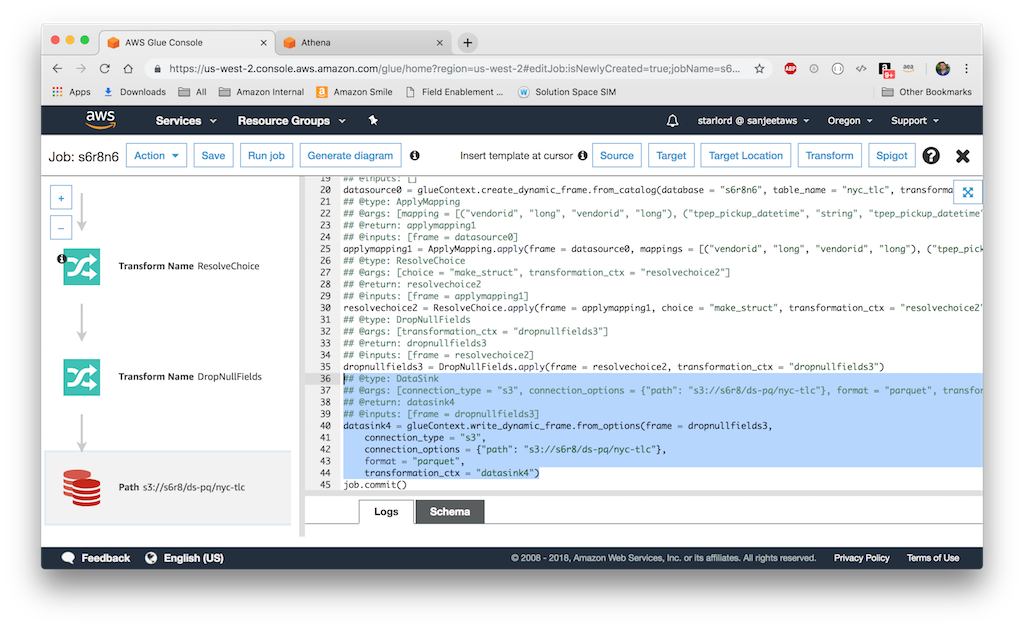 AWS Glue Console
Athena
https://us-west-2.console.aws.amazon.com/glue/home?region=us-west-2#editJob:isNewlyCreated=true;jobName=s6...
ABP
g+
aea
Apps
Downloads
All
Amazon Internal
a Amazon Smile
Field Enablement ...
W Solution Space SIM
Other Bookmarks
aws
Services
Resource Groups
starlord @ sanjeetaws
Oregon
Support
Job: s6r8n6
Action
Save
Run job
Generate diagram
Insert template at cursor
Source
Target
Target Location
Transform
Spigot
+
-
Transform Name ResolveChoice
Transform Name DropNullFields
Path s3://s6r8/ds-pq/nyc-tlc
19 ## @inputs: []
20 datasource0 = glueContext.create_dynamic_frame.from_catalog(database = "s6r8n6", table_name = "nyc_tlc", transforma
21 ## @type: ApplyMapping
22 ## @args: [mapping = [("vendorid", "long", "vendorid", "long"), ("tpep_pickup_datetime", "string", "tpep_pickup_datetime"
23 ## @return: applymapping1
24 ## @inputs: [frame = datasource0]
25 applymapping1 = ApplyMapping.apply(frame = datasource0, mappings = [("vendorid", "long", "vendorid", "long"), ("tpep_pick
26 ## @type: ResolveChoice
27 ## @args: [choice = "make_struct", transformation_ctx = "resolvechoice2"]
28 ## @return: resolvechoice2
29 ## @inputs: [frame = applymapping1]
30 resolvechoice2 = ResolveChoice.apply(frame = applymapping1, choice = "make_struct", transformation_ctx = "resolvechoice2"
31 ## @type: DropNullFields
32 ## @args: [transformation_ctx = "dropnullfields3"]
33 ## @return: dropnullfields3
34 ## @inputs: [frame = resolvechoice2]
35 dropnullfields3 = DropNullFields.apply(frame = resolvechoice2, transformation_ctx = "dropnullfields3")
36 ## @type: DataSink
37 ## @args: [connection_type = "s3", connection_options = {"path": "s3://s6r8/ds-pq/nyc-tlc"}, format = "parquet", transfor
38 ## @return: datasink4
39 ## @inputs: [frame = dropnullfields3]
40 datasink4 = glueContext.write_dynamic_frame.from_options(frame = dropnullfields3,
41 connection_type = "s3",
42 connection_options = {"path": "s3://s6r8/ds-pq/nyc-tlc"},
43 format = "parquet",
44 transformation_ctx = "datasink4")
45 job.commit()
Logs
Schema
Feedback
English (US)
© 2008 - 2018, Amazon Web Services, Inc. or its affiliates. All rights reserved.
Privacy Policy
Terms of Use